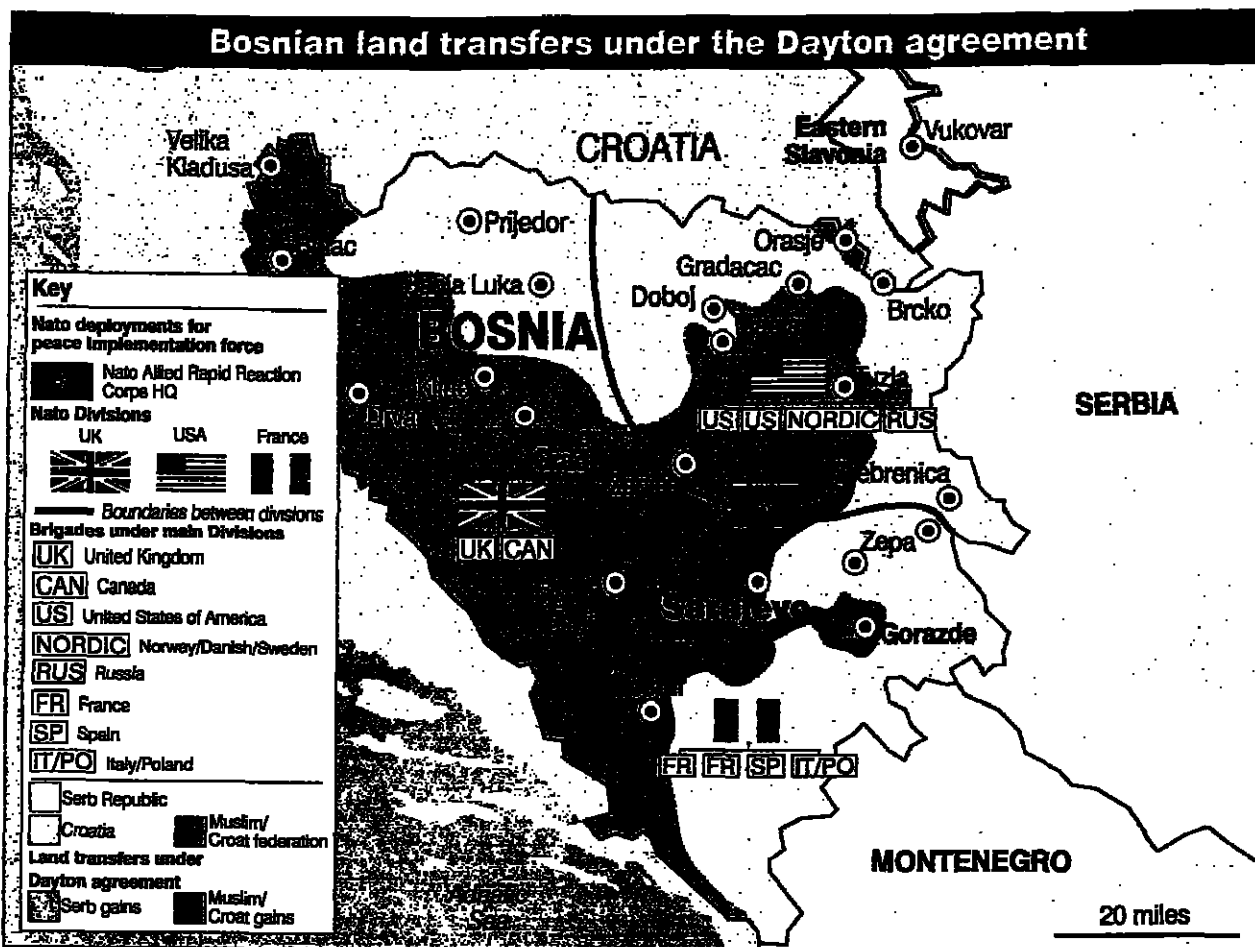 Bosnian land transfers under the Dayton agreement
Velika
Kladusa
CROATIA
Eastern
Slavonia
Vukovar
Prijedor
Orasje
Gradacac
Luka
Doboj
Brcko
BOSNIA
SERBIA
US US NORDIC RUS
UK CAN
Zepa
Sarajevo
Gorazde
FR FR SP IT/PO
MONTENEGRO
20 miles
Key
Nato deployments for
peace implementation force
Nato Allied Rapid Reaction
Corps HQ
Nato Divisions
UK USA France
Boundaries between divisions
Brigades under main Divisions
UK United Kingdom
CAN Canada
US United States of America
NORDIC Norway/Danish/Sweden
RUS Russia
FR France
SP Spain
IT/PO Italy/Poland
Serb Republic
Croatia
Muslim/
Croat federation
Land transfers under
Dayton agreement
Serb gains
Muslim/
Croat gains